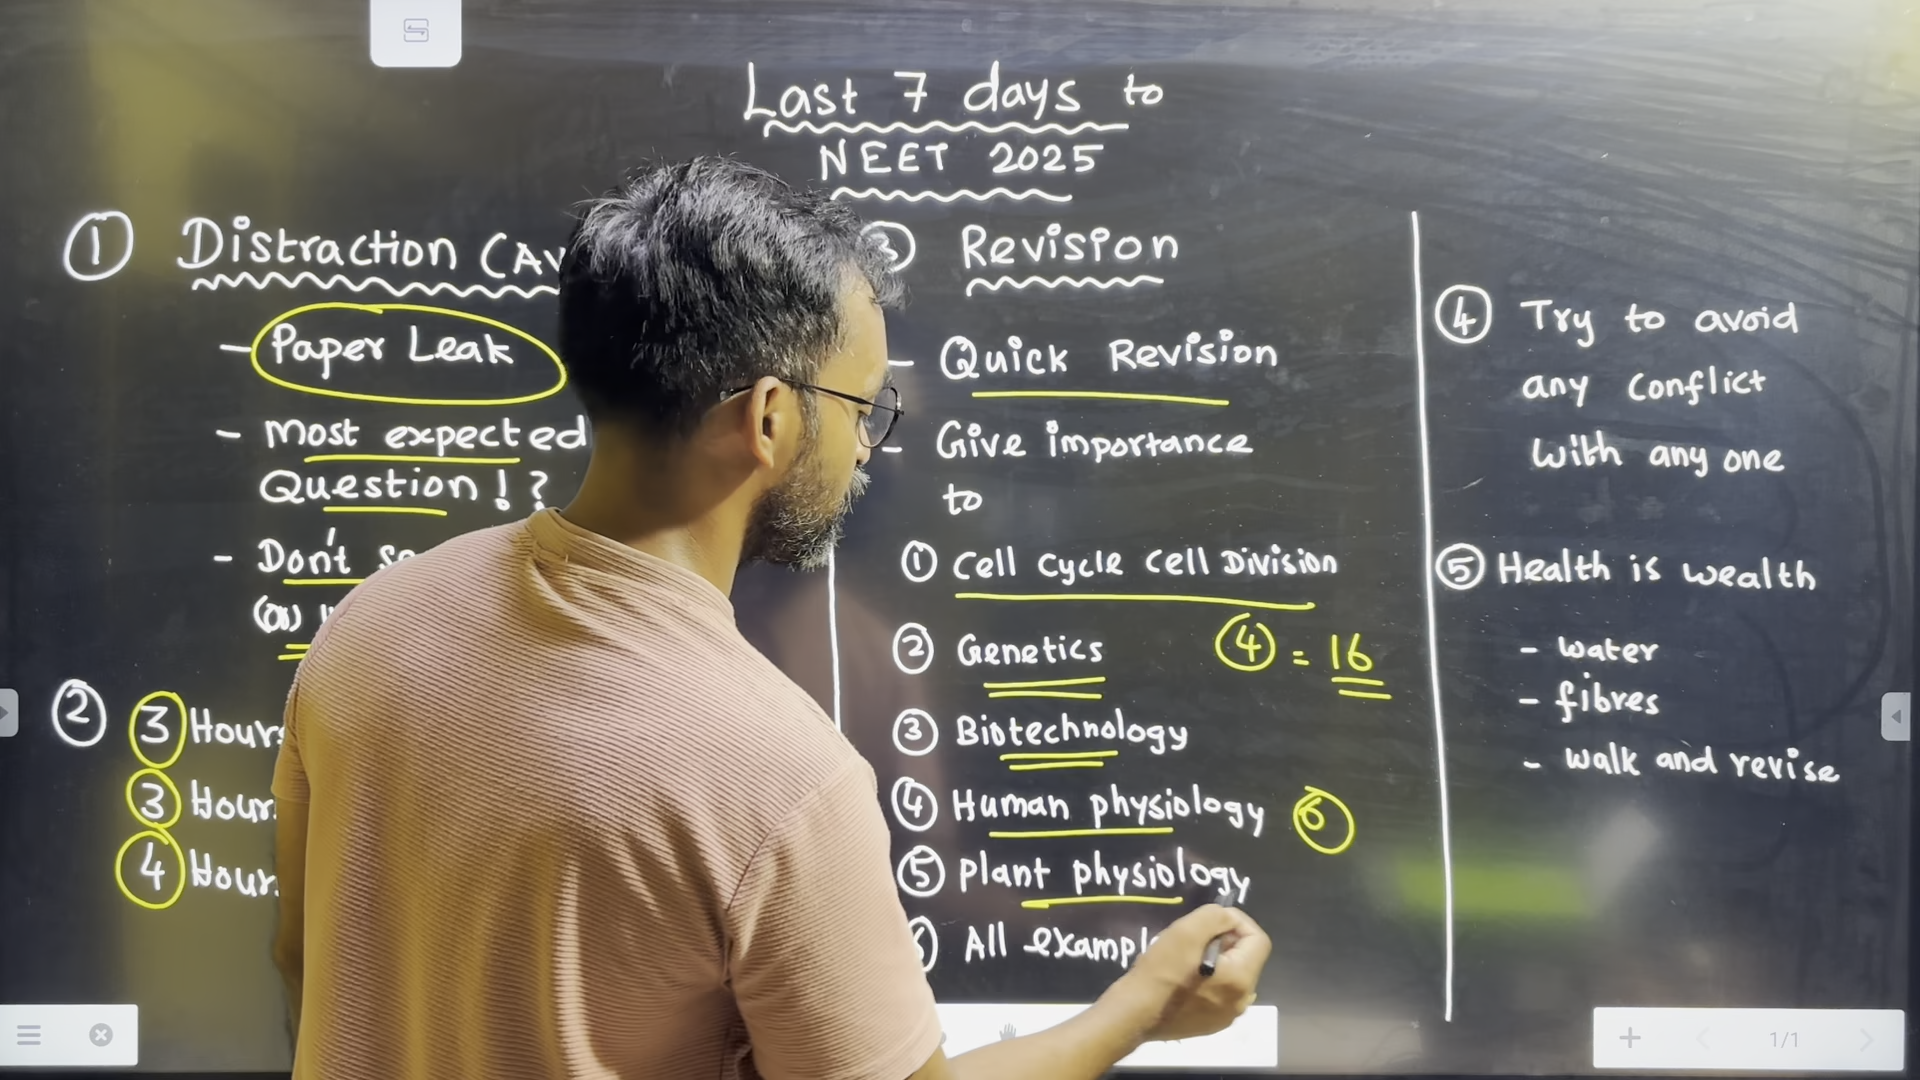 Last 7 days to
NEET 2025
① Distraction (AV
- Paper Leak
- Most expected
Question !?
- Don't
(or)
② 3 Hours
3 Hour
4 Hour
③ Revision
- Quick Revision
- Give importance
to
① Cell cycle cell Division
② Genetics ④ = 16
③ Biotechnology
④ Human physiology ⑥
⑤ Plant physiology
All
④ Try to avoid
any conflict
with any one
⑤ Health is wealth
- water
- fibres
- walk and revise
1/1